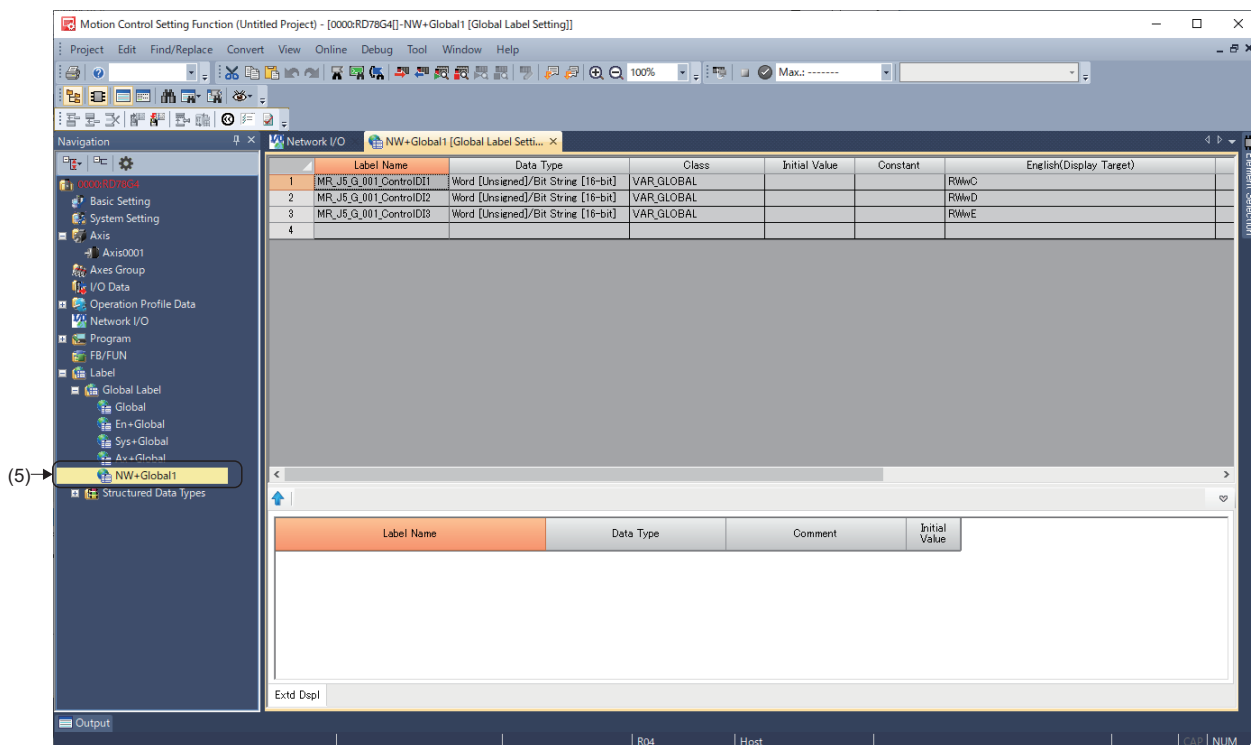 Motion Control Setting Function (Untitled Project) - [0000:RD78G4[]-NW+Global1 [Global Label Setting]]
Project Edit Find/Replace Convert View Online Debug Tool Window Help
100% Max.: -------
Navigation
Network I/O NW+Global1 [Global Label Setti...
Element Selection
Label Name Data Type Class Initial Value Constant English(Display Target)
1 MR_J5_G_001_ControlDI1 Word [Unsigned]/Bit String [16-bit] VAR_GLOBAL RWwC
2 MR_J5_G_001_ControlDI2 Word [Unsigned]/Bit String [16-bit] VAR_GLOBAL RWwD
3 MR_J5_G_001_ControlDI3 Word [Unsigned]/Bit String [16-bit] VAR_GLOBAL RWwE
4
0000:RD78G4
Basic Setting
System Setting
Axis
Axis0001
Axes Group
I/O Data
Operation Profile Data
Network I/O
Program
FB/FUN
Label
Global Label
Global
En+Global
Sys+Global
Ax+Global
(5) NW+Global1
Structured Data Types
Label Name Data Type Comment Initial Value
Extd Dspl
Output
R04 Host CAP NUM